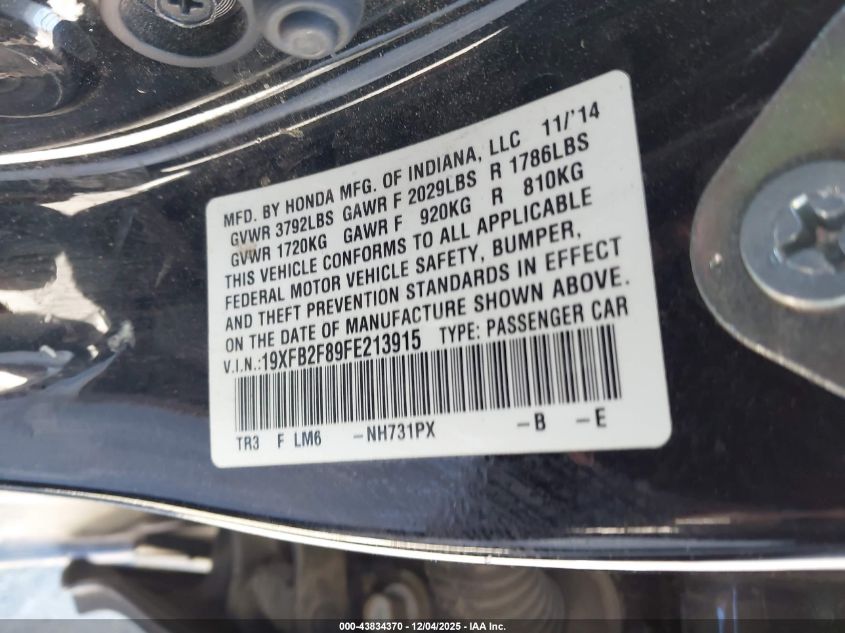 MFD. BY HONDA MFG. OF INDIANA, LLC 11/'14
GVWR 3792LBS GAWR F 2029LBS R 1786LBS
GVWR 1720KG GAWR F 920KG R 810KG
THIS VEHICLE CONFORMS TO ALL APPLICABLE
FEDERAL MOTOR VEHICLE SAFETY, BUMPER,
AND THEFT PREVENTION STANDARDS IN EFFECT
ON THE DATE OF MANUFACTURE SHOWN ABOVE.
V.I.N.:19XFB2F89FE213915 TYPE: PASSENGER CAR
TR3 F LM6 -NH731PX -B -E
000-43834370 - 12/04/2025 - IAA Inc.